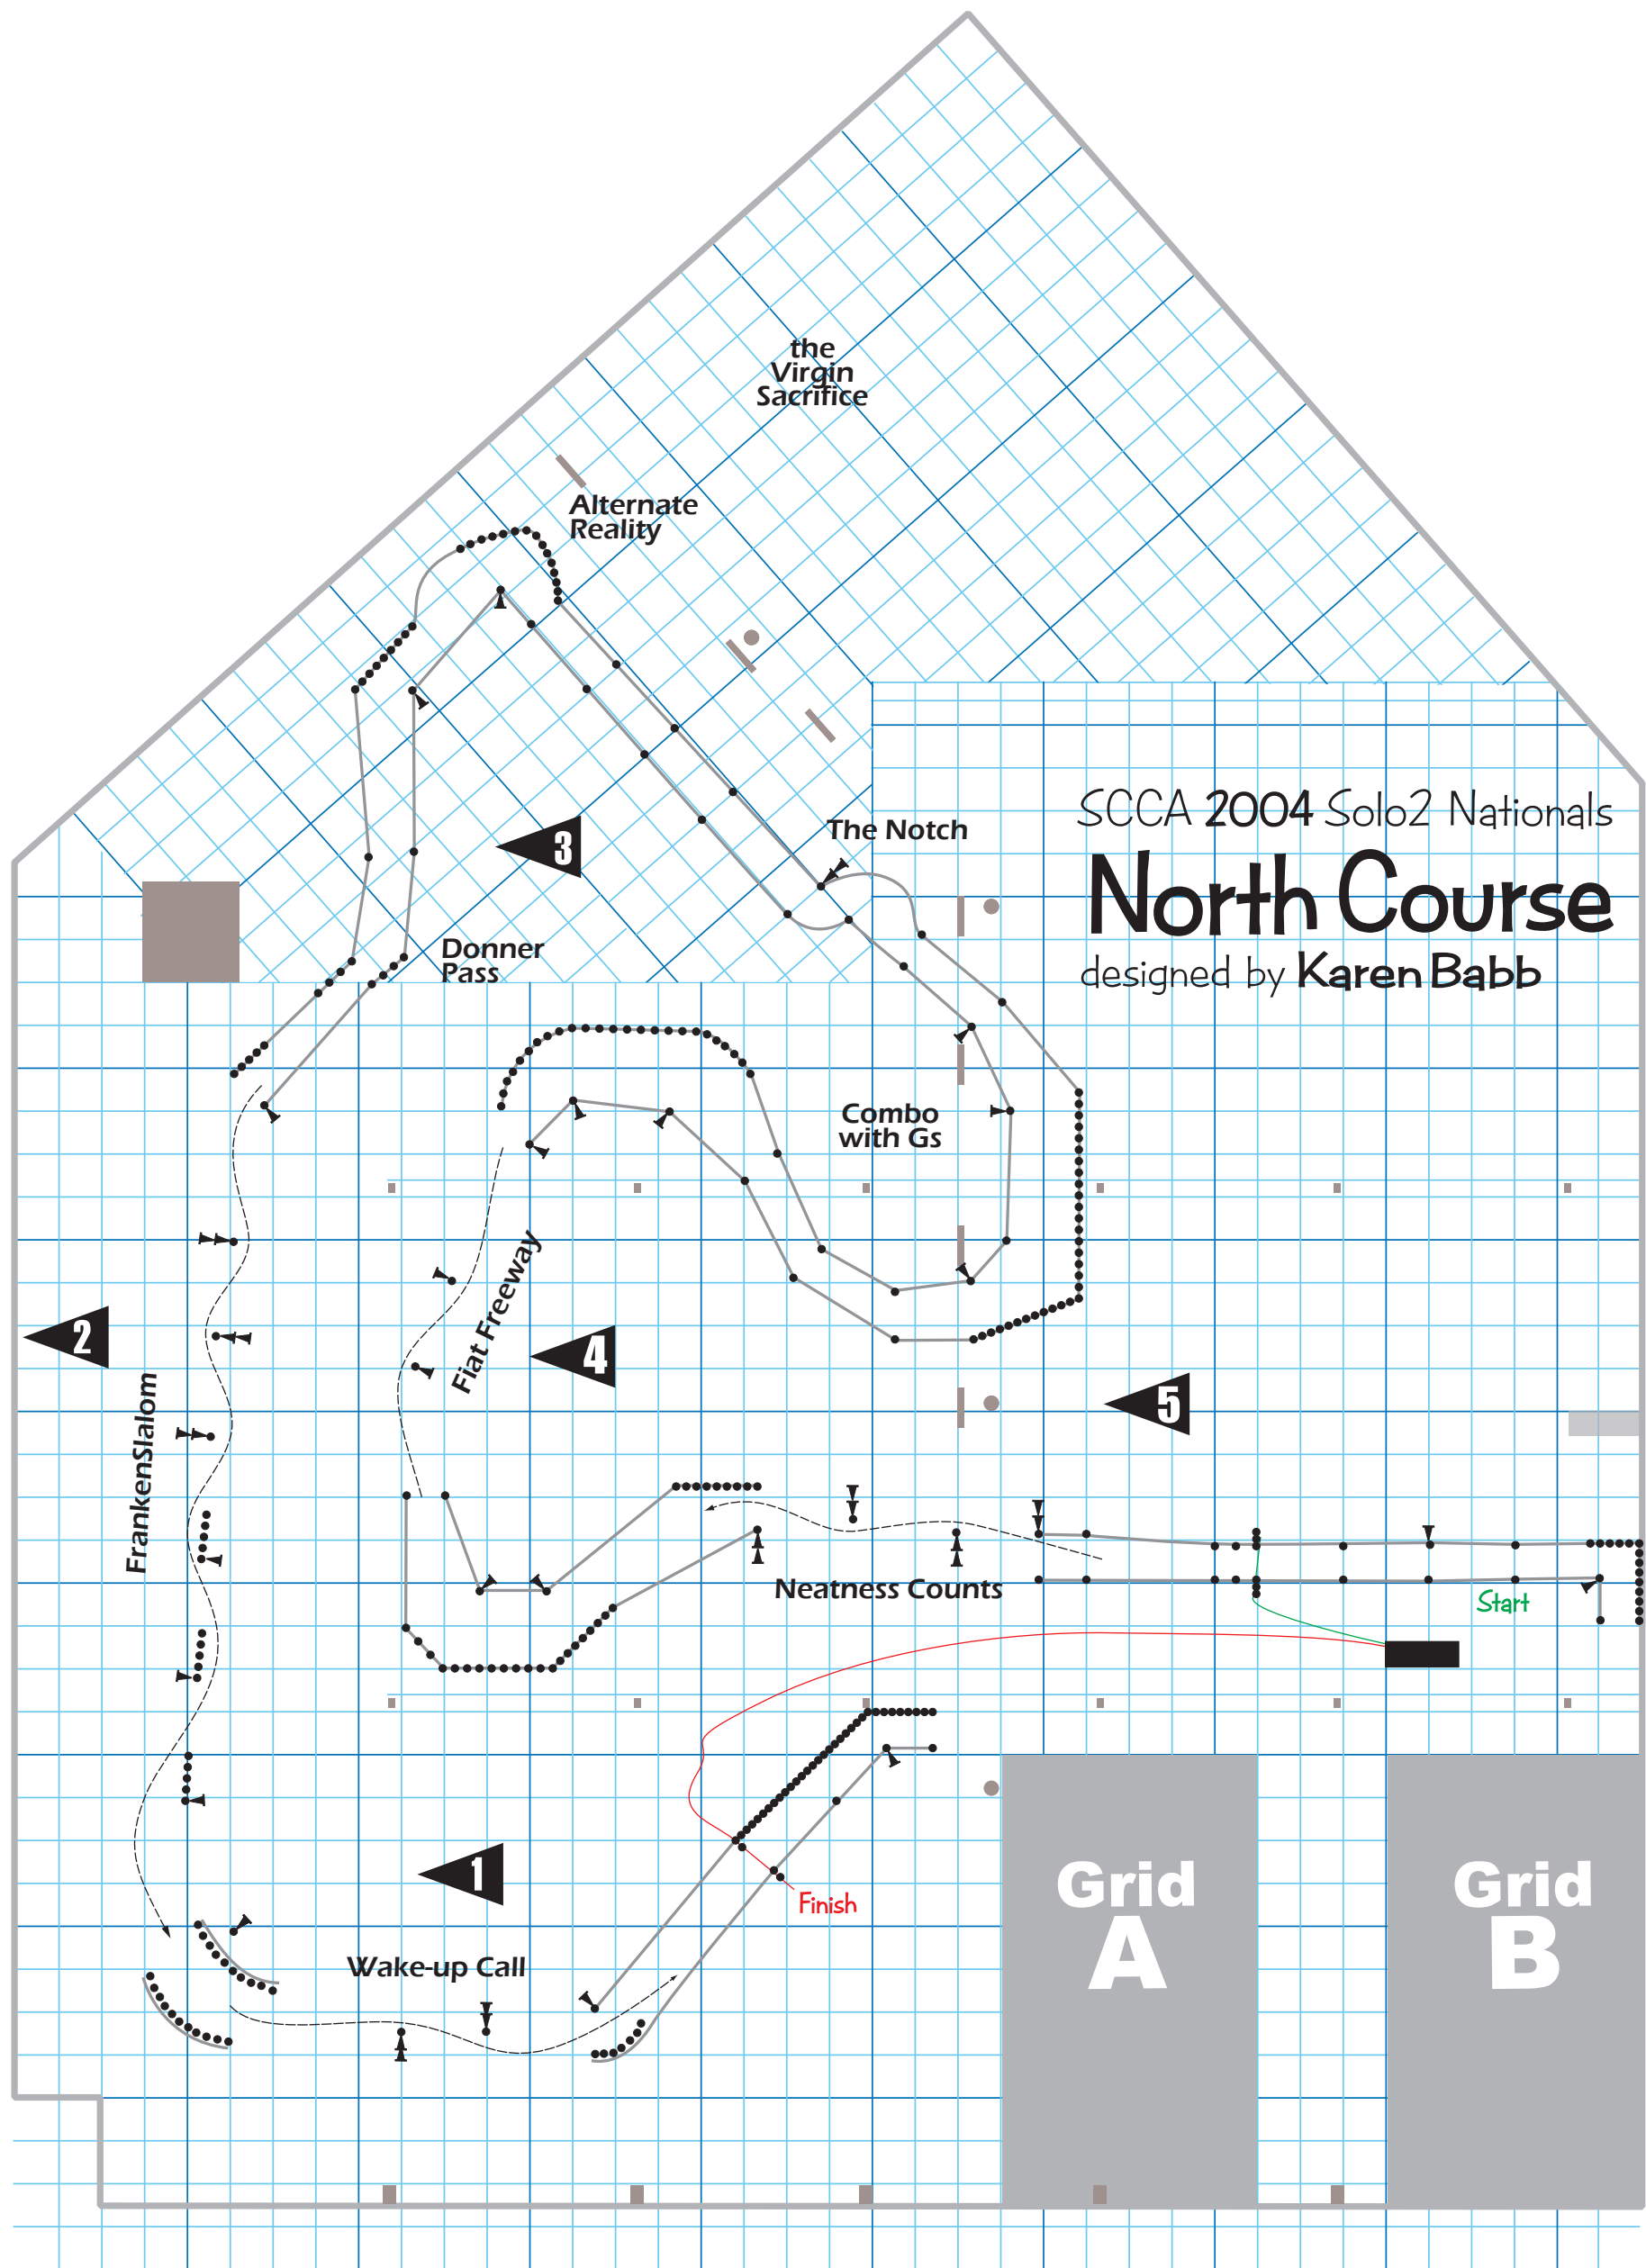 the
Virgin
Sacrifice
Alternate
Reality
SCCA 2004 Solo2 Nationals
North Course
designed by Karen Babb
The Notch
3
Donner
Pass
Combo
with Gs
Fiat Freeway
2
4
5
FrankenSlalom
Neatness Counts
Start
1
Finish
Wake-up Call
Grid
A
Grid
B